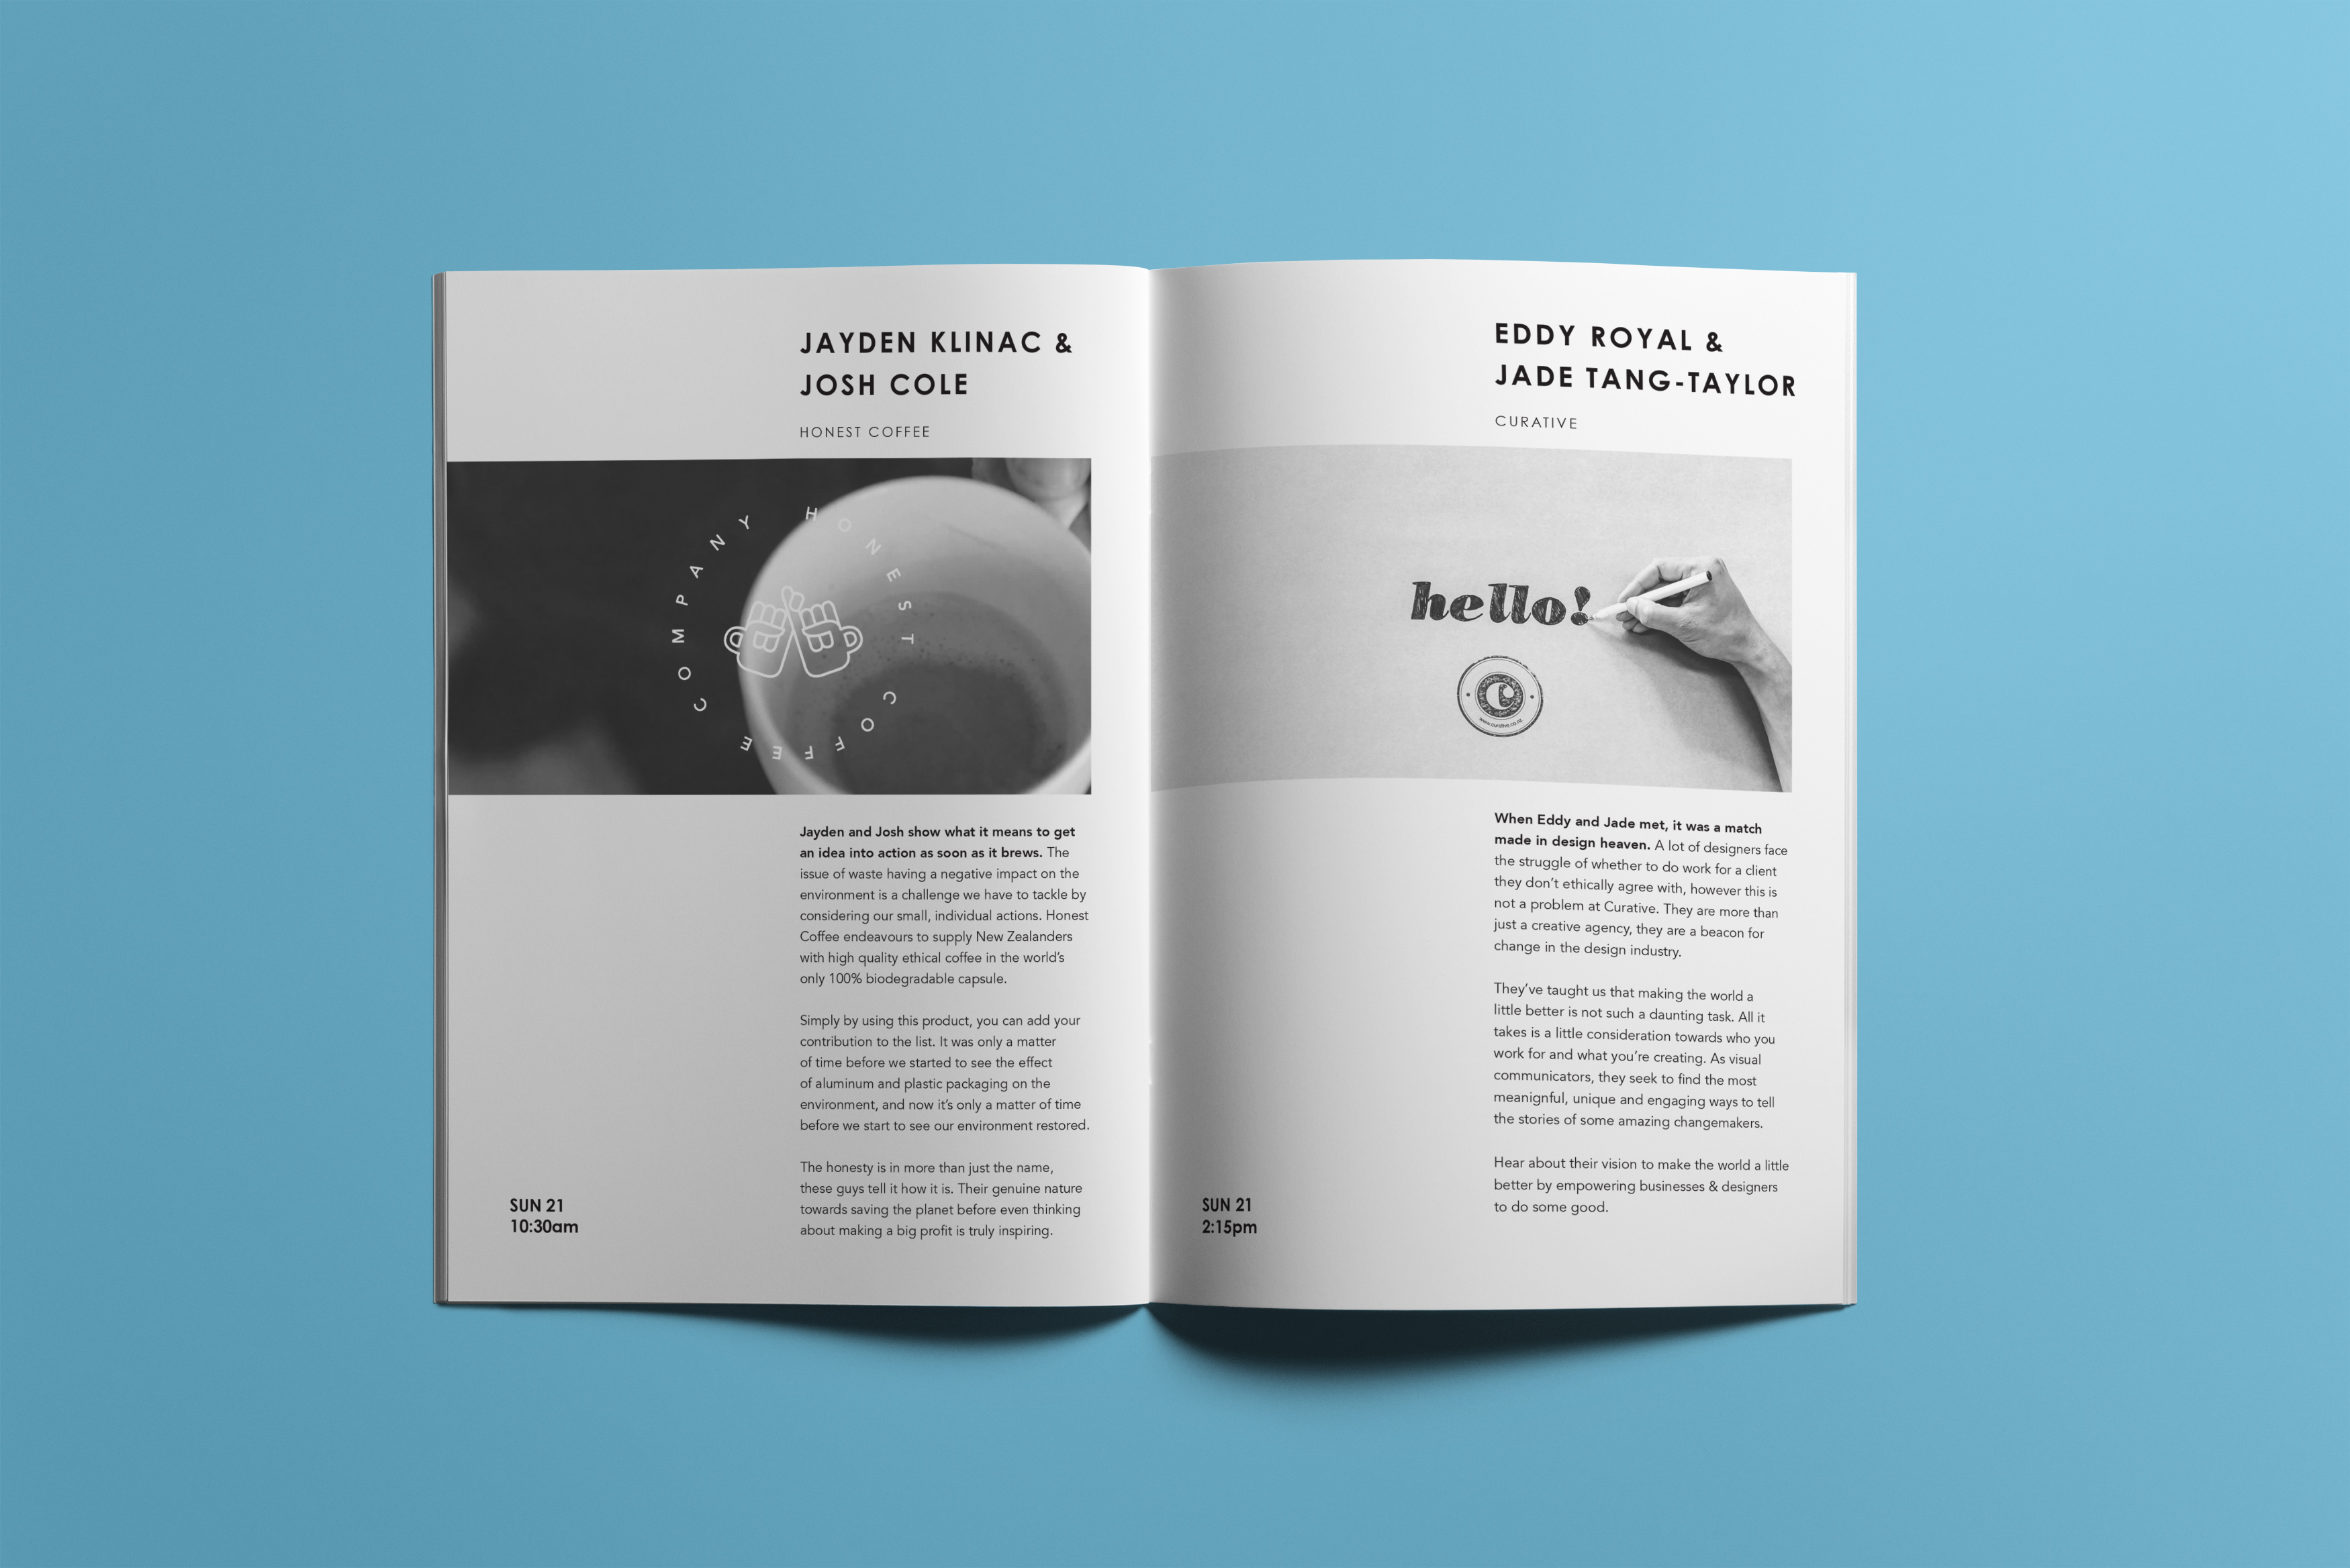 JAYDEN KLINAC &
JOSH COLE
HONEST COFFEE
HONEST COFFEE COMPANY
Jayden and Josh show what it means to get
an idea into action as soon as it brews. The
issue of waste having a negative impact on the
environment is a challenge we have to tackle by
considering our small, individual actions. Honest
Coffee endeavours to supply New Zealanders
with high quality ethical coffee in the world's
only 100% biodegradable capsule.
Simply by using this product, you can add your
contribution to the list. It was only a matter
of time before we started to see the effect
of aluminum and plastic packaging on the
environment, and now it's only a matter of time
before we start to see our environment restored.
The honesty is in more than just the name,
these guys tell it how it is. Their genuine nature
towards saving the planet before even thinking
about making a big profit is truly inspiring.
SUN 21
10:30am
EDDY ROYAL &
JADE TANG-TAYLOR
CURATIVE
hello!
C
www.curative.co.nz
When Eddy and Jade met, it was a match
made in design heaven. A lot of designers face
the struggle of whether to do work for a client
they don't ethically agree with, however this is
not a problem at Curative. They are more than
just a creative agency, they are a beacon for
change in the design industry.
They've taught us that making the world a
little better is not such a daunting task. All it
takes is a little consideration towards who you
work for and what you're creating. As visual
communicators, they seek to find the most
meanignful, unique and engaging ways to tell
the stories of some amazing changemakers.
Hear about their vision to make the world a little
better by empowering businesses & designers
to do some good.
SUN 21
2:15pm